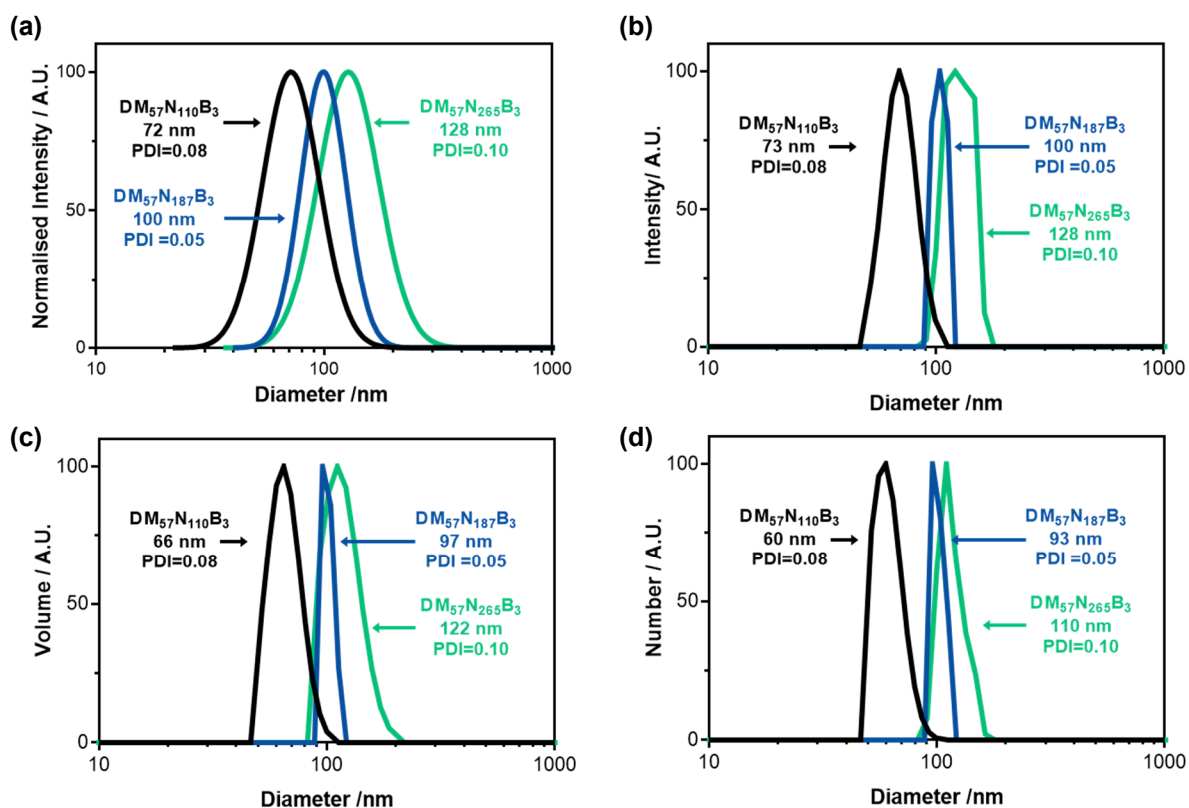 (a)
Normalised Intensity / A.U.
100
50
0
DM57N110B3
72 nm
PDI=0.08
DM57N187B3
100 nm
PDI =0.05
DM57N265B3
128 nm
PDI=0.10
10
100
1000
Diameter /nm
(b)
Intensity/ A.U.
100
50
0
DM57N110B3
73 nm
PDI=0.08
DM57N187B3
100 nm
PDI =0.05
DM57N265B3
128 nm
PDI=0.10
10
100
1000
Diameter /nm
(c)
Volume / A.U.
100
50
0
DM57N110B3
66 nm
PDI=0.08
DM57N187B3
97 nm
PDI =0.05
DM57N265B3
122 nm
PDI=0.10
10
100
1000
Diameter /nm
(d)
Number / A.U.
100
50
0
DM57N110B3
60 nm
PDI=0.08
DM57N187B3
93 nm
PDI =0.05
DM57N265B3
110 nm
PDI=0.10
10
100
1000
Diameter /nm